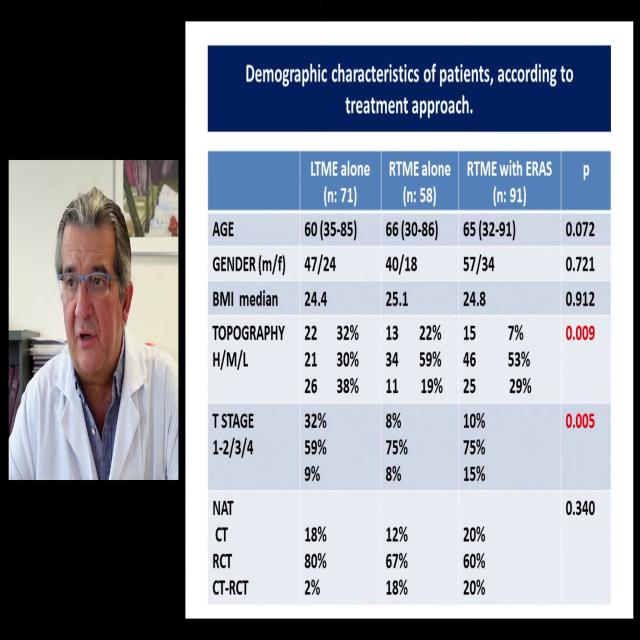 Demographic characteristics of patients, according to
treatment approach.
LTME alone (n: 71) RTME alone (n: 58) RTME with ERAS (n: 91) p
AGE 60 (35-85) 66 (30-86) 65 (32-91) 0.072
GENDER (m/f) 47/24 40/18 57/34 0.721
BMI median 24.4 25.1 24.8 0.912
TOPOGRAPHY 22 32% 13 22% 15 7% 0.009
H/M/L 21 30% 34 59% 46 53%
26 38% 11 19% 25 29%
T STAGE 32% 8% 10% 0.005
1-2/3/4 59% 75% 75%
9% 8% 15%
NAT 0.340
CT 18% 12% 20%
RCT 80% 67% 60%
CT-RCT 2% 18% 20%